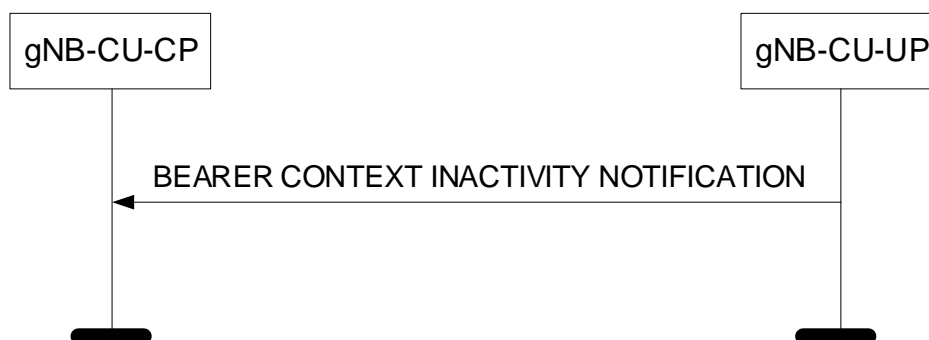 gNB-CU-CP
gNB-CU-UP
BEARER CONTEXT INACTIVITY NOTIFICATION